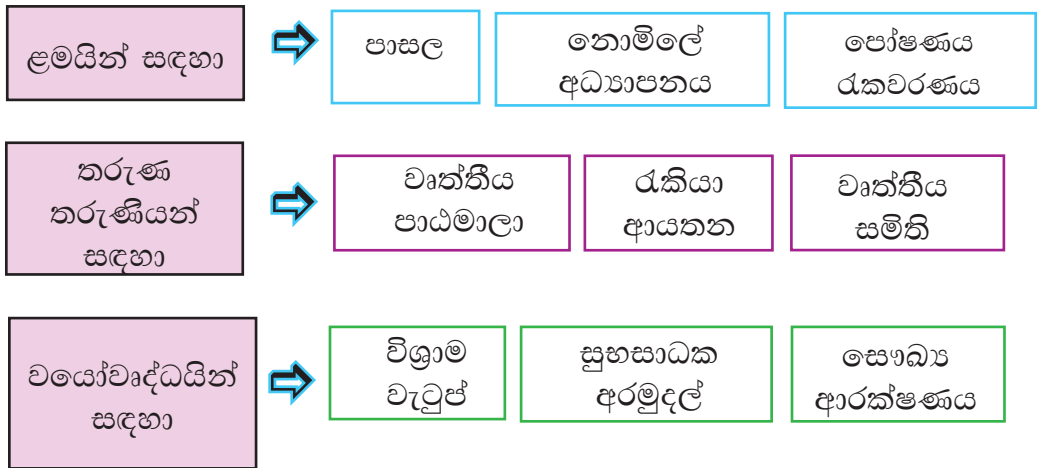 ළමයින් සඳහා
පාසල
නොමිලේ
අධ්‍යාපනය
පෝෂණය
රැකවරණය
තරුණ
තරුණියන්
සඳහා
වෘත්තීය
පාඨමාලා
රැකියා
ආයතන
වෘත්තීය
සමිති
වයෝවෘද්ධයින්
සඳහා
විශ්‍රාම
වැටුප්
සුභසාධක
අරමුදල්
සෞඛ්‍ය
ආරක්ෂණය